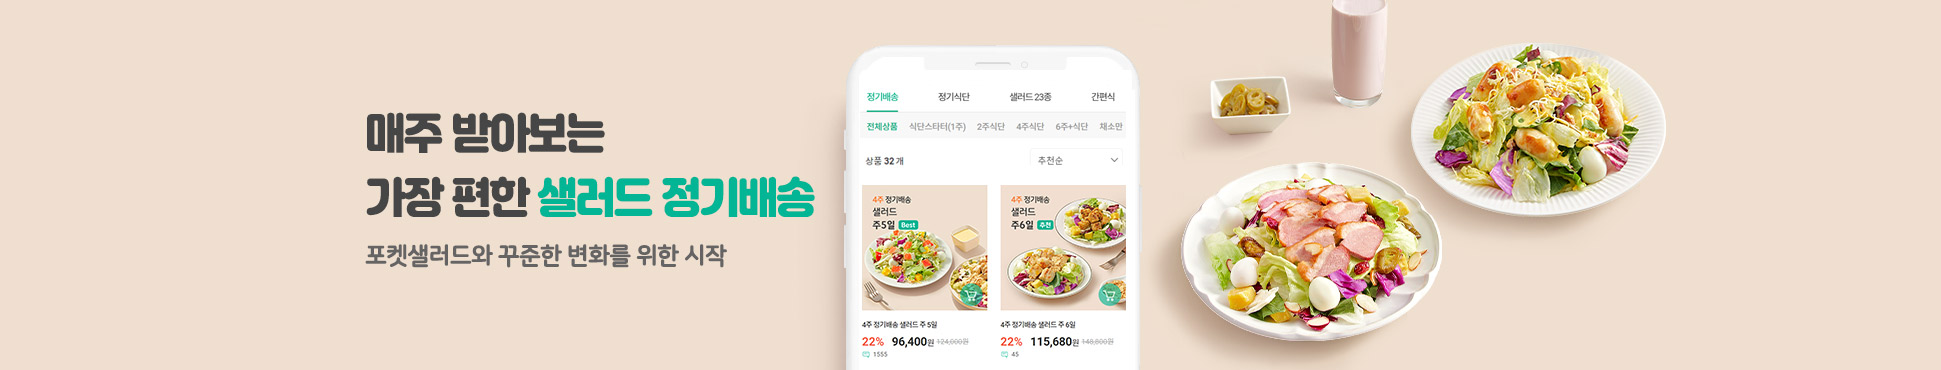 매주 받아보는
가장 편한 샐러드 정기배송
포켓샐러드와 꾸준한 변화를 위한 시작
정기배송 정기식단 샐러드 23종 간편식
전체상품 식단스타터(1주) 2주식단 4주식단 6주+식단 채소만
상품 32개 추천순
4주 정기배송
샐러드
주5일 Best
4주 정기배송
샐러드
주6일 추천
4주 정기배송 샐러드 주 5일
22% 96,400원 124,000원
1555
4주 정기배송 샐러드 주 6일
22% 115,680원 148,800원
45